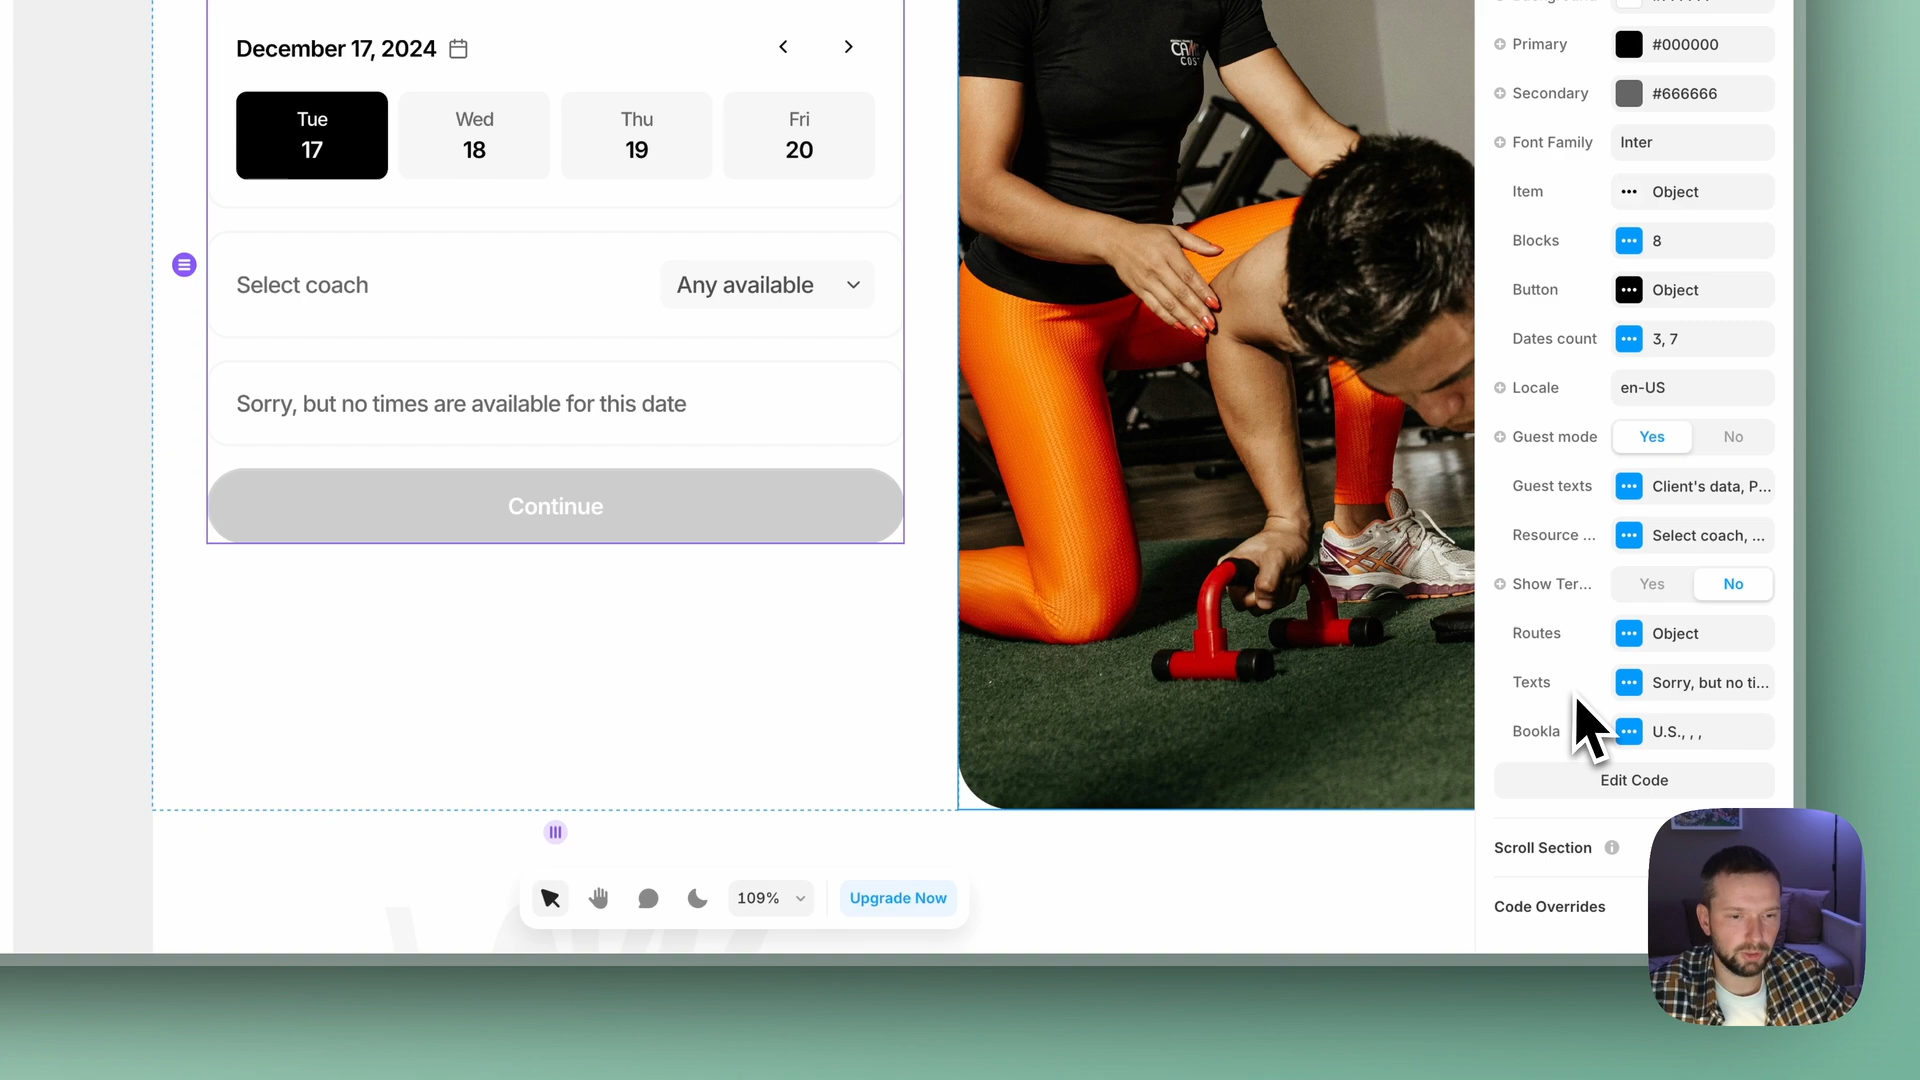 December 17, 2024
Tue
17
Wed
18
Thu
19
Fri
20
Select coach
Any available
Sorry, but no times are available for this date
Continue
Primary
#000000
Secondary
#666666
Font Family
Inter
Item
Object
Blocks
8
Button
Object
Dates count
3, 7
Locale
en-US
Guest mode
Yes
No
Guest texts
Client's data, P...
Resource ...
Select coach, ...
Show Ter...
Yes
No
Routes
Object
Texts
Sorry, but no ti...
Bookla
U.S., , ,
Edit Code
Scroll Section
Code Overrides
109%
Upgrade Now